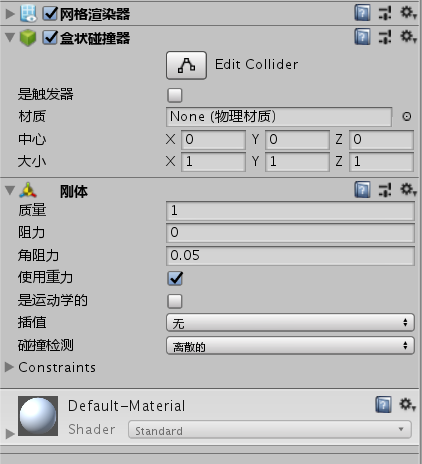 网格渲染器
盒状碰撞器
Edit Collider
是触发器
材质 None (物理材质)
中心 X 0 Y 0 Z 0
大小 X 1 Y 1 Z 1
刚体
质量 1
阻力 0
角阻力 0.05
使用重力
是运动学的
插值 无
碰撞检测 离散的
Constraints
Default-Material
Shader Standard